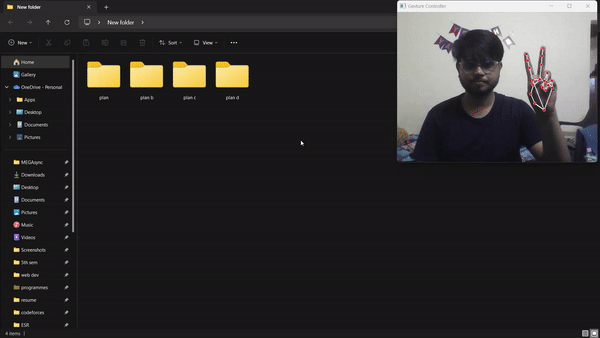 New folder
Gesture Controller
New folder
New
Sort
View
Home
Gallery
OneDrive - Personal
Apps
Desktop
Documents
Pictures
MEGAsync
Downloads
Desktop
Documents
Pictures
Music
Videos
Screenshots
5th sem
web dev
programmes
resume
codeforces
ESR
plan
plan b
plan c
plan d
4 items